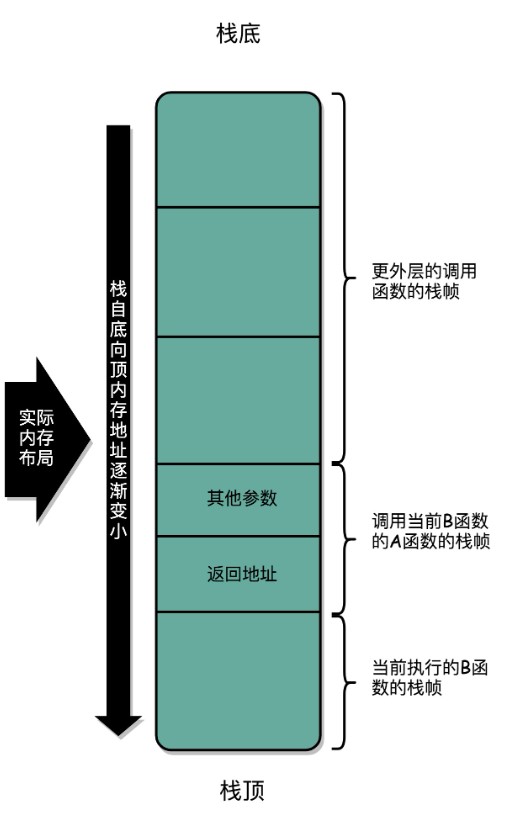 栈底
更外层的调用
函数的栈帧
栈自底向顶内存地址逐渐变小
实际
内存
布局
其他参数
调用当前B函数
的A函数的栈帧
返回地址
当前执行的B函
数的栈帧
栈顶